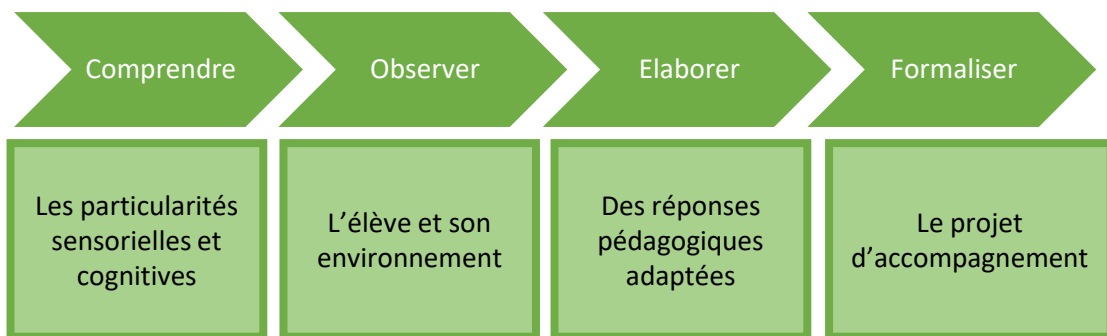 Comprendre
Observer
Elaborer
Formaliser
Les particularités
sensorielles et
cognitives
L’élève et son
environnement
Des réponses
pédagogiques
adaptées
Le projet
d’accompagnement